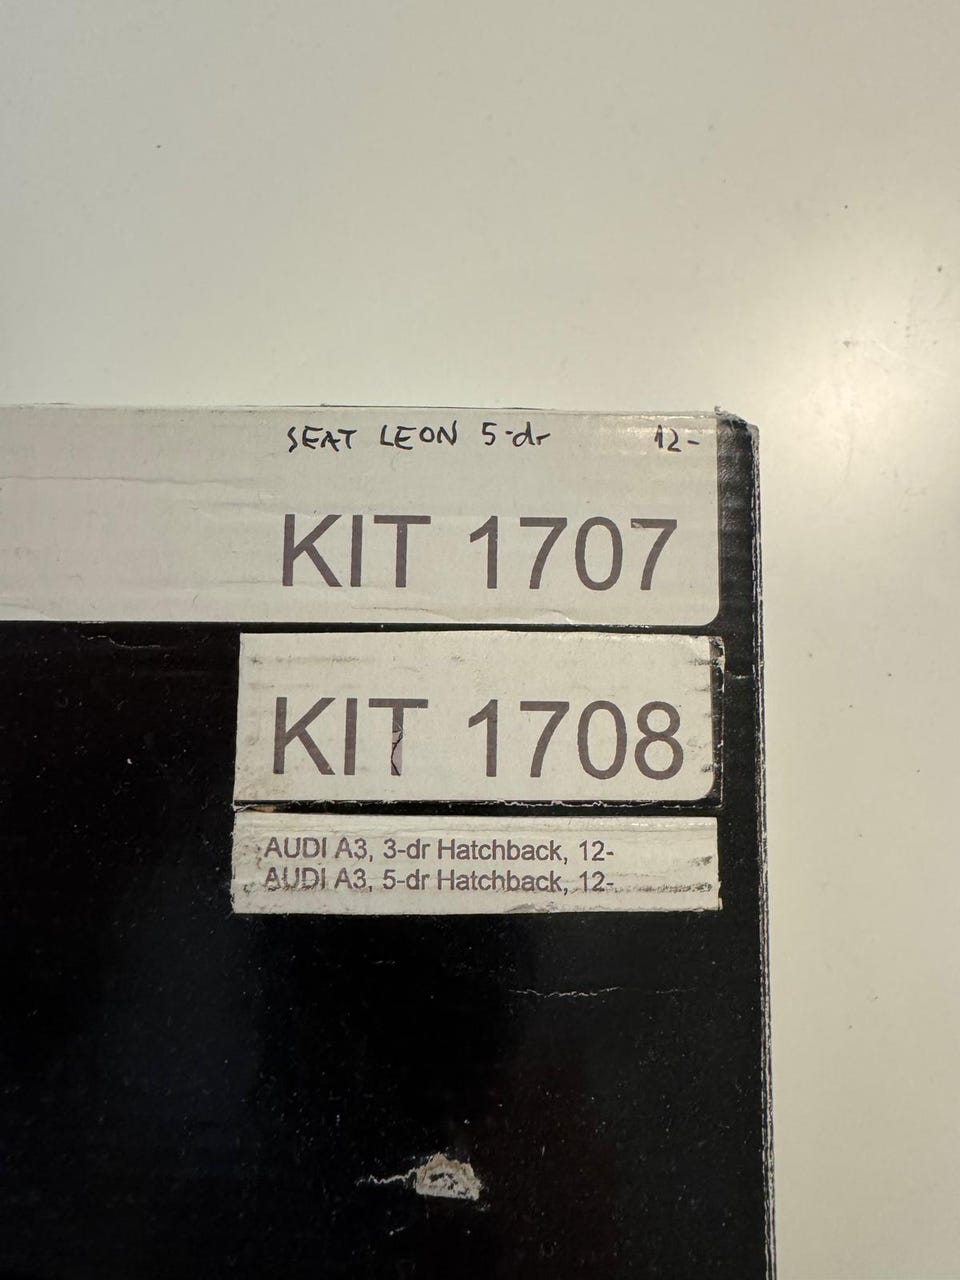 SEAT LEON 5-dr 12-
KIT 1707
KIT 1708
AUDI A3, 3-dr Hatchback, 12-
AUDI A3, 5-dr Hatchback, 12-